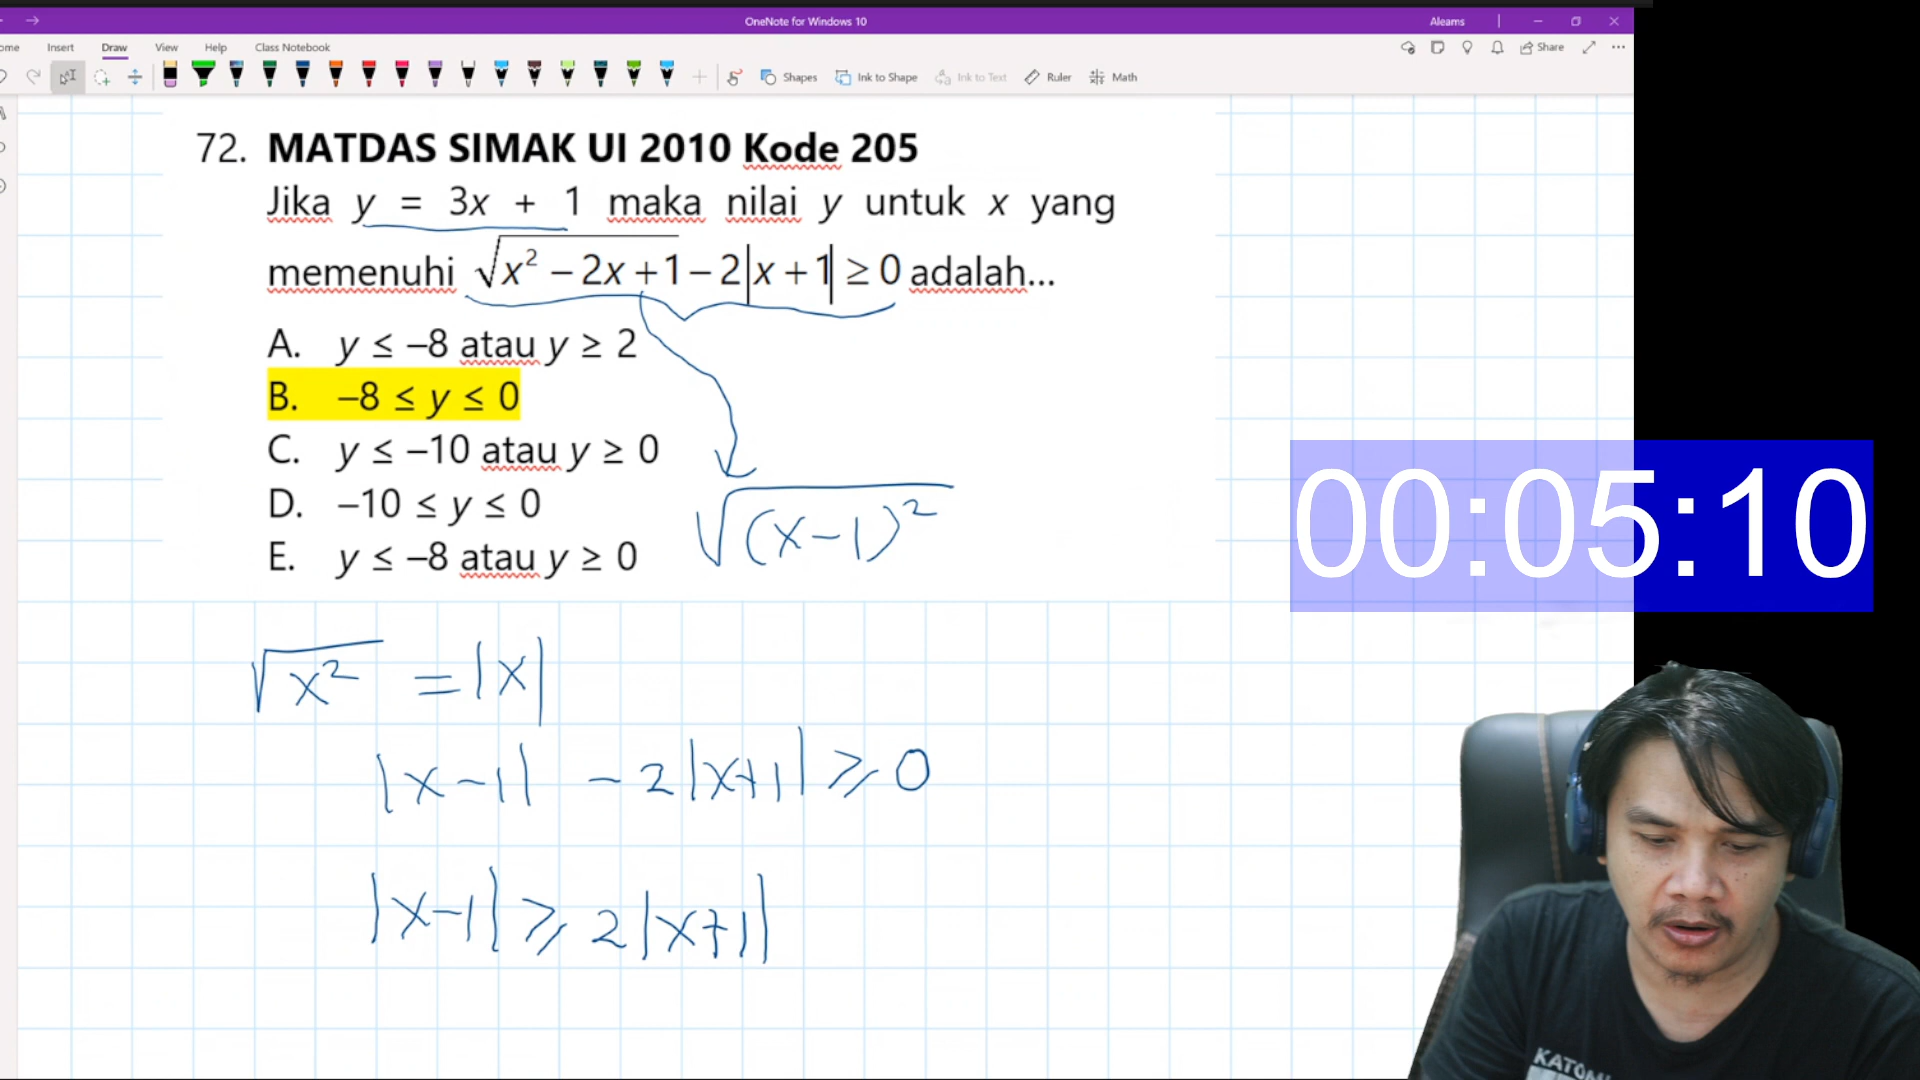 OneNote for Windows 10
Aleams
ome Insert Draw View Help Class Notebook
Share
Shapes Ink to Shape Ink to Text Ruler Math
72. MATDAS SIMAK UI 2010 Kode 205
Jika y = 3x + 1 maka nilai y untuk x yang
memenuhi √(x² − 2x + 1) − 2|x + 1| ≥ 0 adalah...
A. y ≤ −8 atau y ≥ 2
B. −8 ≤ y ≤ 0
C. y ≤ −10 atau y ≥ 0
D. −10 ≤ y ≤ 0
E. y ≤ −8 atau y ≥ 0
√(x−1)²
00:05:10
√x² = |x|
|x−1| − 2|x+1| ≥ 0
|x−1| ≥ 2|x+1|